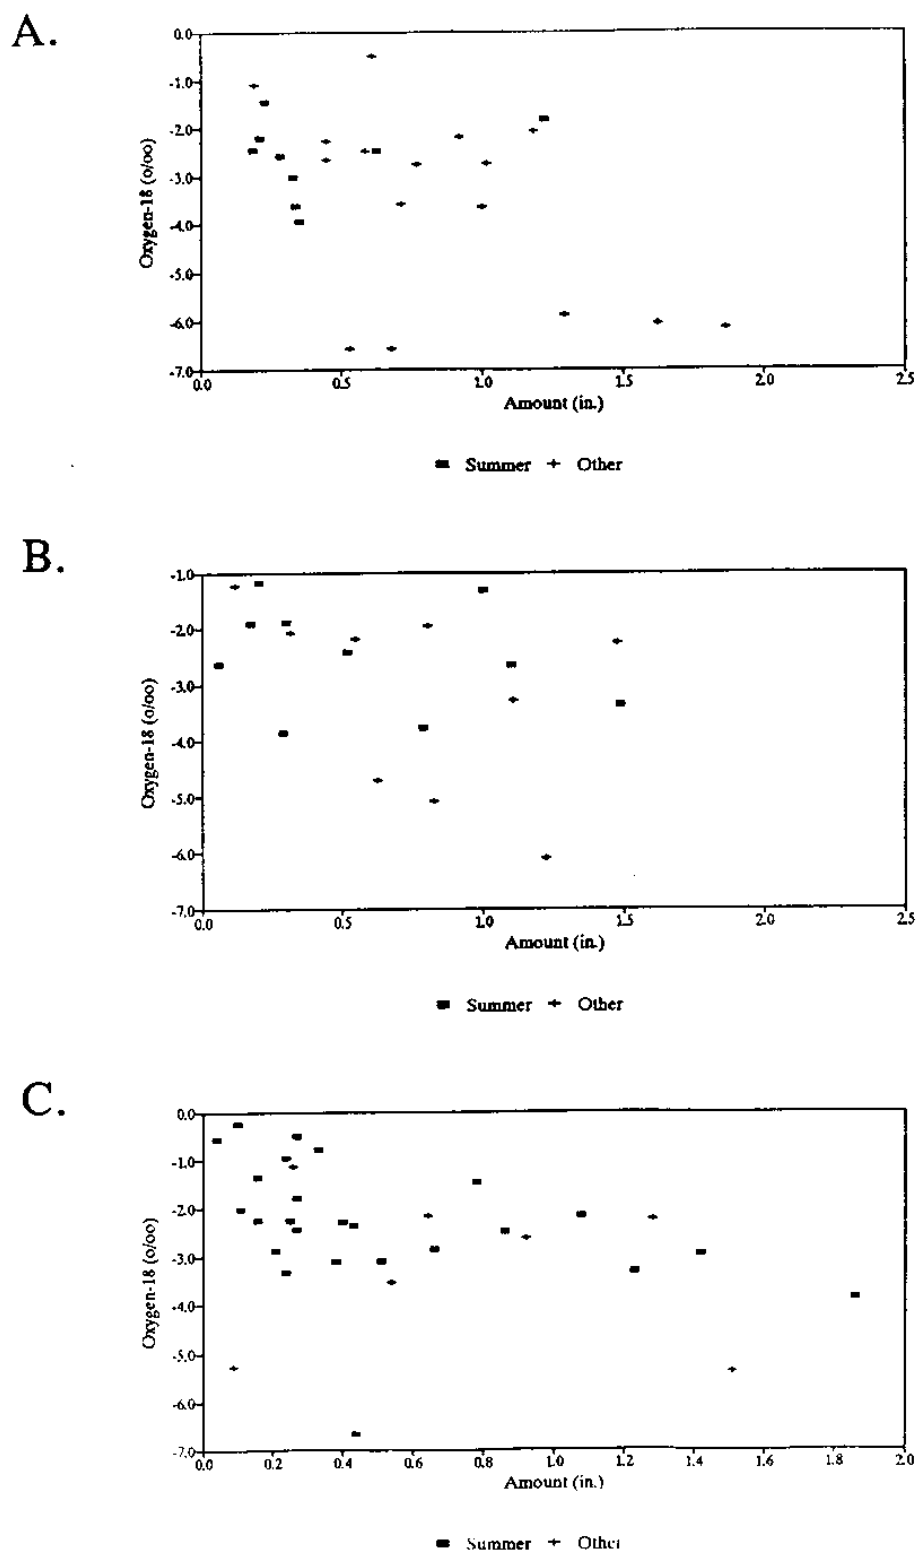 A.
0.0
-1.0
-2.0
-3.0
-4.0
-5.0
-6.0
-7.0
Oxygen-18 (o/oo)
0.0 0.5 1.0 1.5 2.0 2.5
Amount (in.)
Summer Other
B.
-1.0
-2.0
-3.0
-4.0
-5.0
-6.0
-7.0
Oxygen-18 (o/oo)
0.0 0.5 1.0 1.5 2.0 2.5
Amount (in.)
Summer Other
C.
0.0
-1.0
-2.0
-3.0
-4.0
-5.0
-6.0
-7.0
Oxygen-18 (o/oo)
0.0 0.2 0.4 0.6 0.8 1.0 1.2 1.4 1.6 1.8 2.0
Amount (in.)
Summer Other